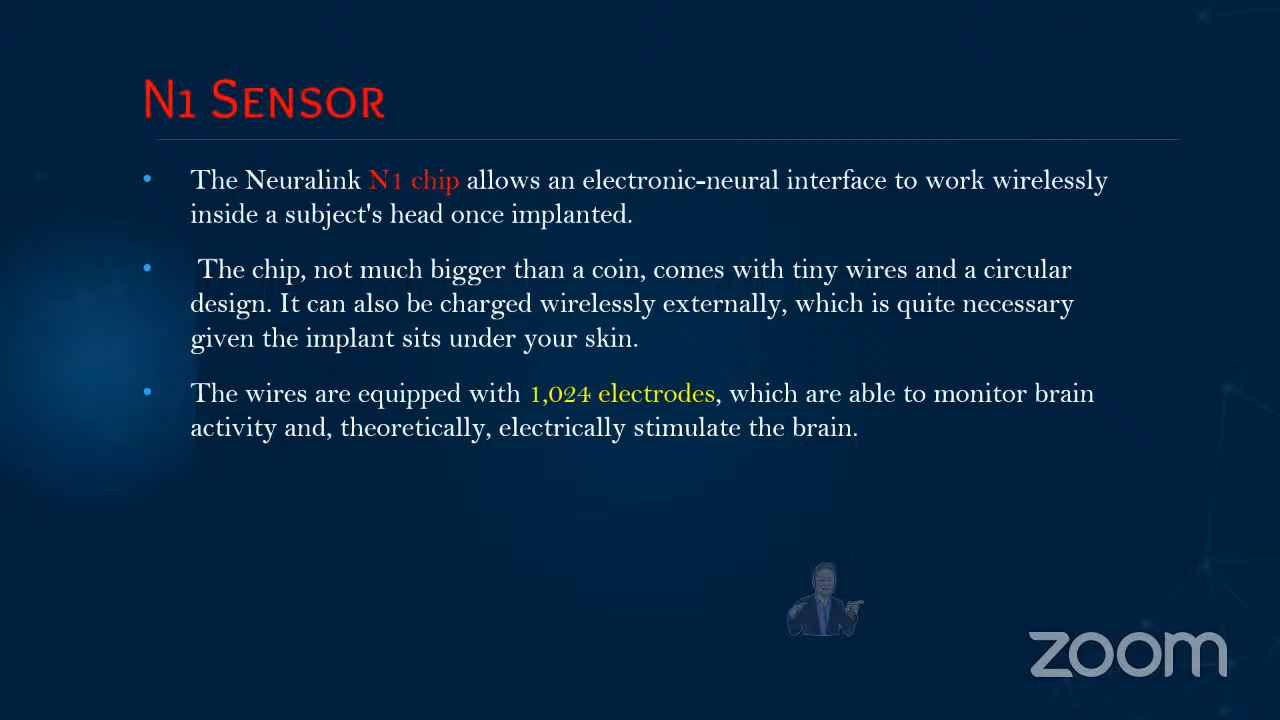 N1 SENSOR
• The Neuralink N1 chip allows an electronic-neural interface to work wirelessly
inside a subject's head once implanted.
• The chip, not much bigger than a coin, comes with tiny wires and a circular
design. It can also be charged wirelessly externally, which is quite necessary
given the implant sits under your skin.
• The wires are equipped with 1,024 electrodes, which are able to monitor brain
activity and, theoretically, electrically stimulate the brain.
zoom